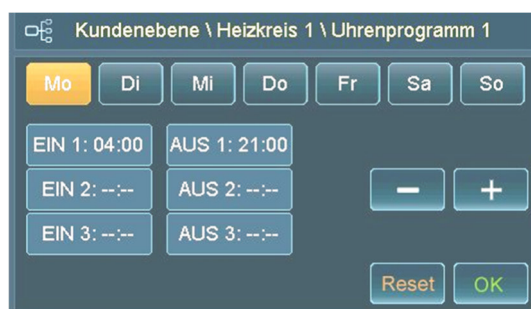 Kundenebene \ Heizkreis 1 \ Uhrenprogramm 1
Mo Di Mi Do Fr Sa So
EIN 1: 04:00 AUS 1: 21:00
EIN 2: --:-- AUS 2: --:--
EIN 3: --:-- AUS 3: --:--
− +
Reset OK